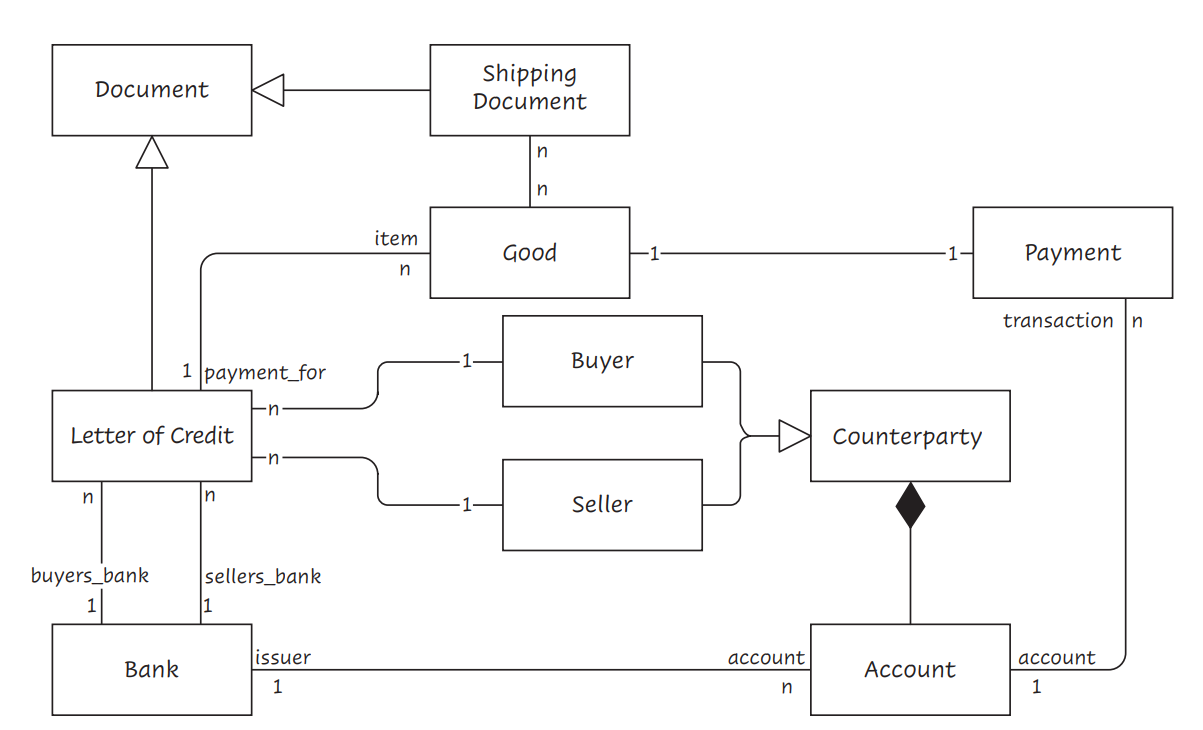 Document
Shipping
Document
n
n
item
n
Good
1
1
Payment
transaction
n
1
payment_for
1
Buyer
n
Letter of Credit
n
Counterparty
1
Seller
n
n
buyers_bank
sellers_bank
1
1
Bank
issuer
1
account
n
Account
account
1